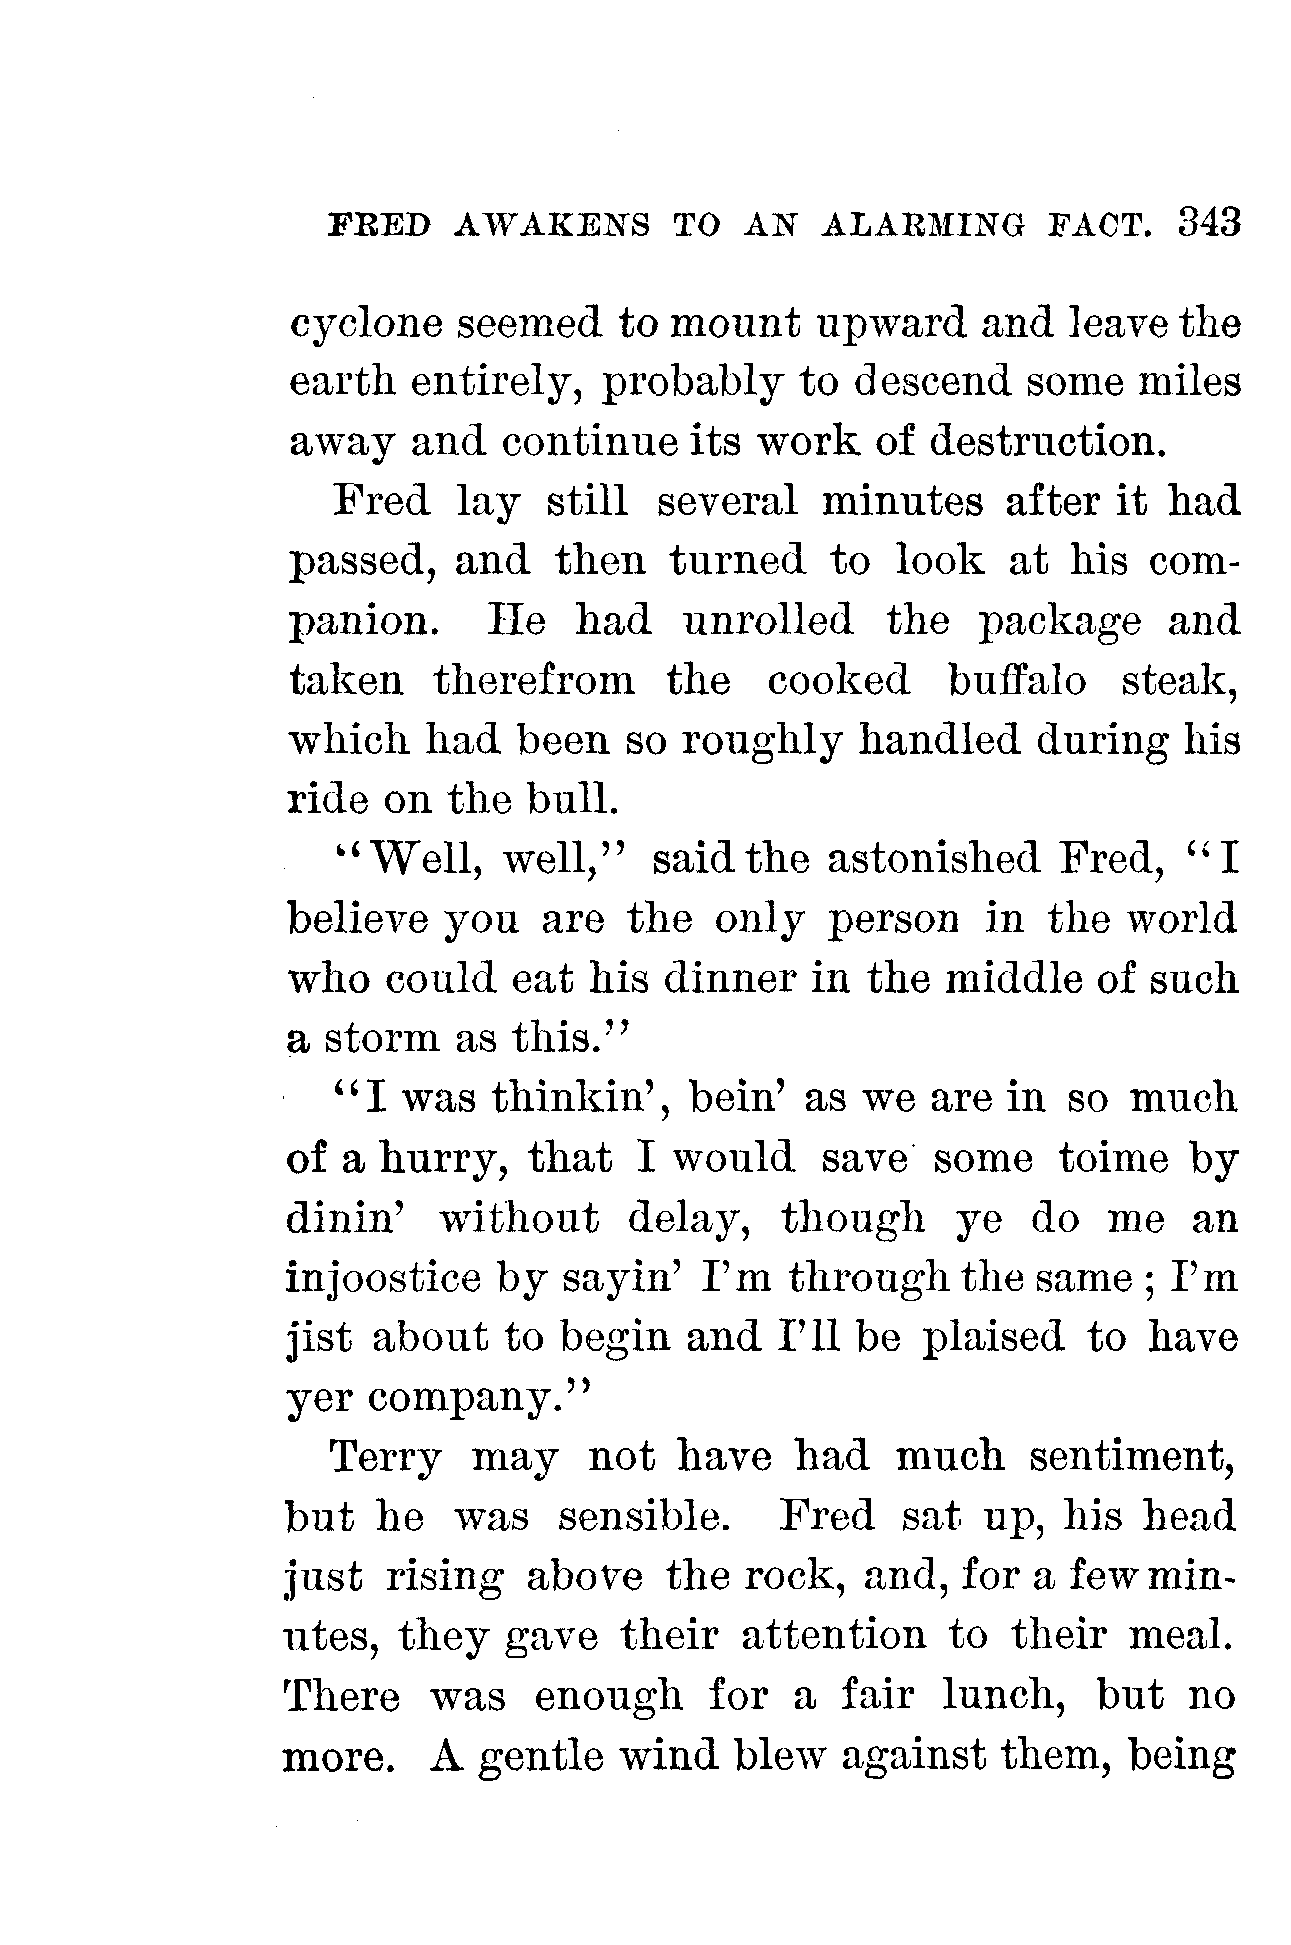 FRED AWAKENS TO AN ALARMING FACT. 343
cyclone seemed to mount upward and leave the
earth entirely, probably to descend some miles
away and continue its work of destruction.
Fred lay still several minutes after it had
passed, and then turned to look at his com-
panion. He had unrolled the package and
taken therefrom the cooked buffalo steak,
which had been so roughly handled during his
ride on the bull.
“Well, well,” said the astonished Fred, “I
believe you are the only person in the world
who could eat his dinner in the middle of such
a storm as this.”
“I was thinkin’, bein’ as we are in so much
of a hurry, that I would save some toime by
dinin’ without delay, though ye do me an
injoostice by sayin’ I’m through the same ; I’m
jist about to begin and I’ll be plaised to have
yer company.”
Terry may not have had much sentiment,
but he was sensible. Fred sat up, his head
just rising above the rock, and, for a few min-
utes, they gave their attention to their meal.
There was enough for a fair lunch, but no
more. A gentle wind blew against them, being